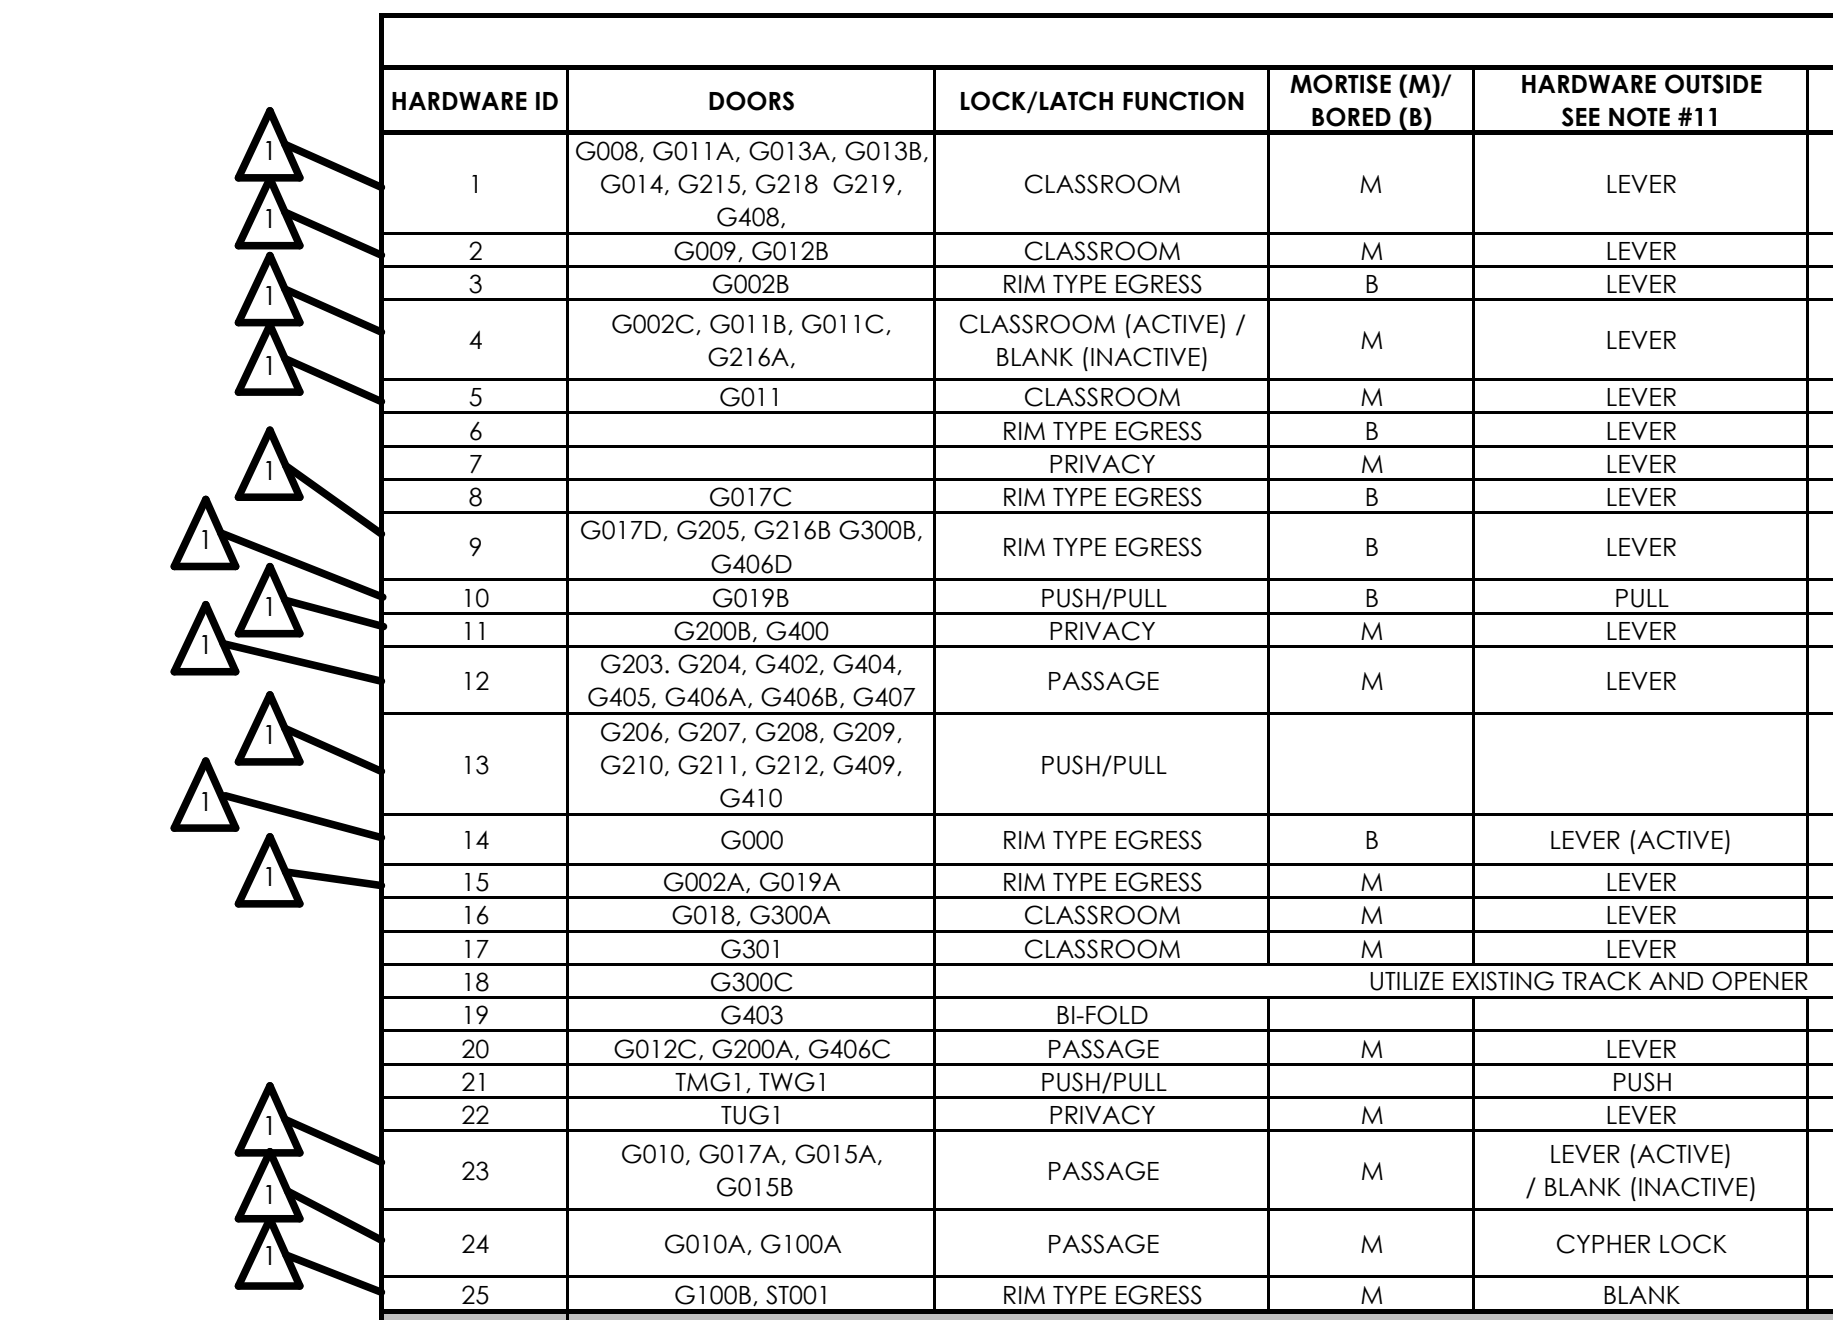 HARDWARE ID DOORS LOCK/LATCH FUNCTION MORTISE (M)/ HARDWARE OUTSIDE
BORED (B) SEE NOTE #11
1
G008, G011A, G013A, G013B,
1 G014, G215, G218 G219, CLASSROOM M LEVER
G408,
1
2 G009, G012B CLASSROOM M LEVER
3 G002B RIM TYPE EGRESS B LEVER
1
G002C, G011B, G011C, CLASSROOM (ACTIVE) /
4 M LEVER
G216A, BLANK (INACTIVE)
1
5 G011 CLASSROOM M LEVER
6 RIM TYPE EGRESS B LEVER
7 PRIVACY M LEVER
1
8 G017C RIM TYPE EGRESS B LEVER
G017D, G205, G216B G300B,
9 RIM TYPE EGRESS B LEVER
G406D
1
10 G019B PUSH/PULL B PULL
1
11 G200B, G400 PRIVACY M LEVER
1
G203. G204, G402, G404,
12 PASSAGE M LEVER
G405, G406A, G406B, G407
1
G206, G207, G208, G209,
13 G210, G211, G212, G409, PUSH/PULL
G410
1
14 G000 RIM TYPE EGRESS B LEVER (ACTIVE)
1
15 G002A, G019A RIM TYPE EGRESS M LEVER
16 G018, G300A CLASSROOM M LEVER
17 G301 CLASSROOM M LEVER
18 G300C UTILIZE EXISTING TRACK AND OPENER
19 G403 BI-FOLD
20 G012C, G200A, G406C PASSAGE M LEVER
21 TMG1, TWG1 PUSH/PULL PUSH
22 TUG1 PRIVACY M LEVER
1
G010, G017A, G015A, LEVER (ACTIVE)
23 PASSAGE M
G015B / BLANK (INACTIVE)
1
24 G010A, G100A PASSAGE M CYPHER LOCK
1
25 G100B, ST001 RIM TYPE EGRESS M BLANK